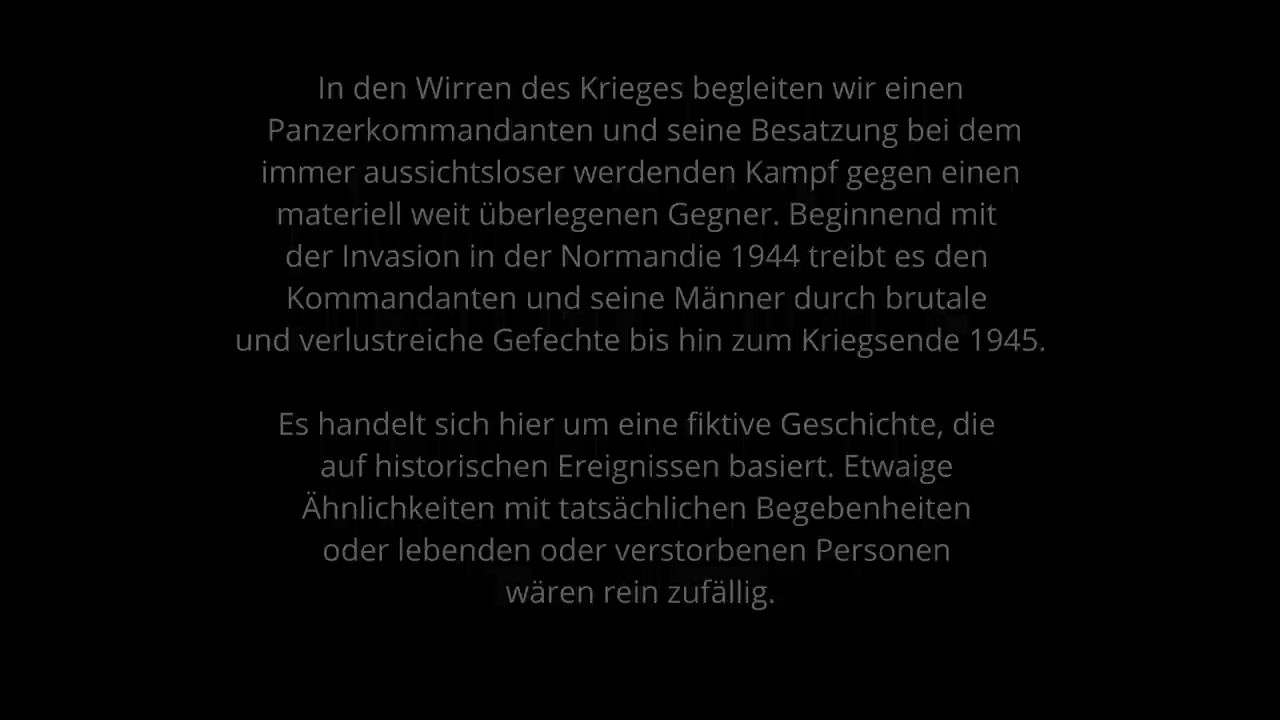 In den Wirren des Krieges begleiten wir einen
Panzerkommandanten und seine Besatzung bei dem
immer aussichtsloser werdenden Kampf gegen einen
materiell weit überlegenen Gegner. Beginnend mit
der Invasion in der Normandie 1944 treibt es den
Kommandanten und seine Männer durch brutale
und verlustreiche Gefechte bis hin zum Kriegsende 1945.
Es handelt sich hier um eine fiktive Geschichte, die
auf historischen Ereignissen basiert. Etwaige
Ähnlichkeiten mit tatsächlichen Begebenheiten
oder lebenden oder verstorbenen Personen
wären rein zufällig.